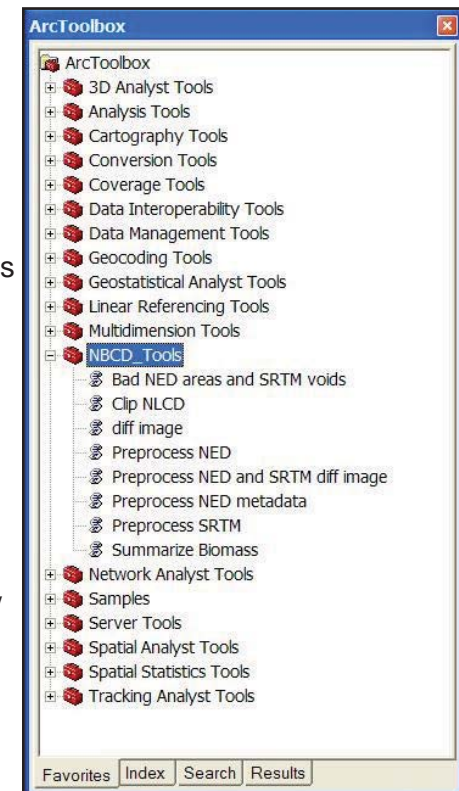 ArcToolbox
ArcToolbox
3D Analyst Tools
Analysis Tools
Cartography Tools
Conversion Tools
Coverage Tools
Data Interoperability Tools
Data Management Tools
Geocoding Tools
s
Geostatistical Analyst Tools
Linear Referencing Tools
Multidimension Tools
NBCD_Tools
Bad NED areas and SRTM voids
Clip NLCD
diff image
Preprocess NED
Preprocess NED and SRTM diff image
Preprocess NED metadata
Preprocess SRTM
Summarize Biomass
Network Analyst Tools
Samples
Server Tools
Spatial Analyst Tools
Spatial Statistics Tools
Tracking Analyst Tools
Favorites Index Search Results